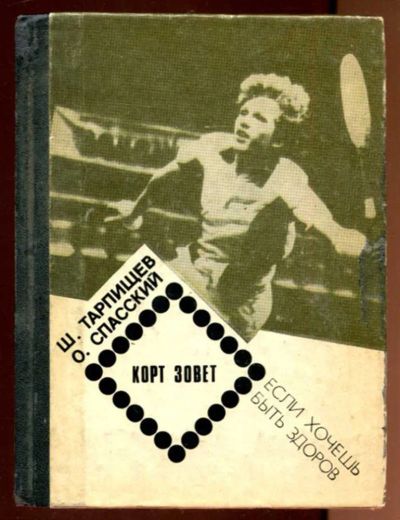 Ш. ТАРПИЩЕВ
О. СПАССКИЙ
КОРТ ЗОВЕТ
ЕСЛИ ХОЧЕШЬ
БЫТЬ ЗДОРОВ